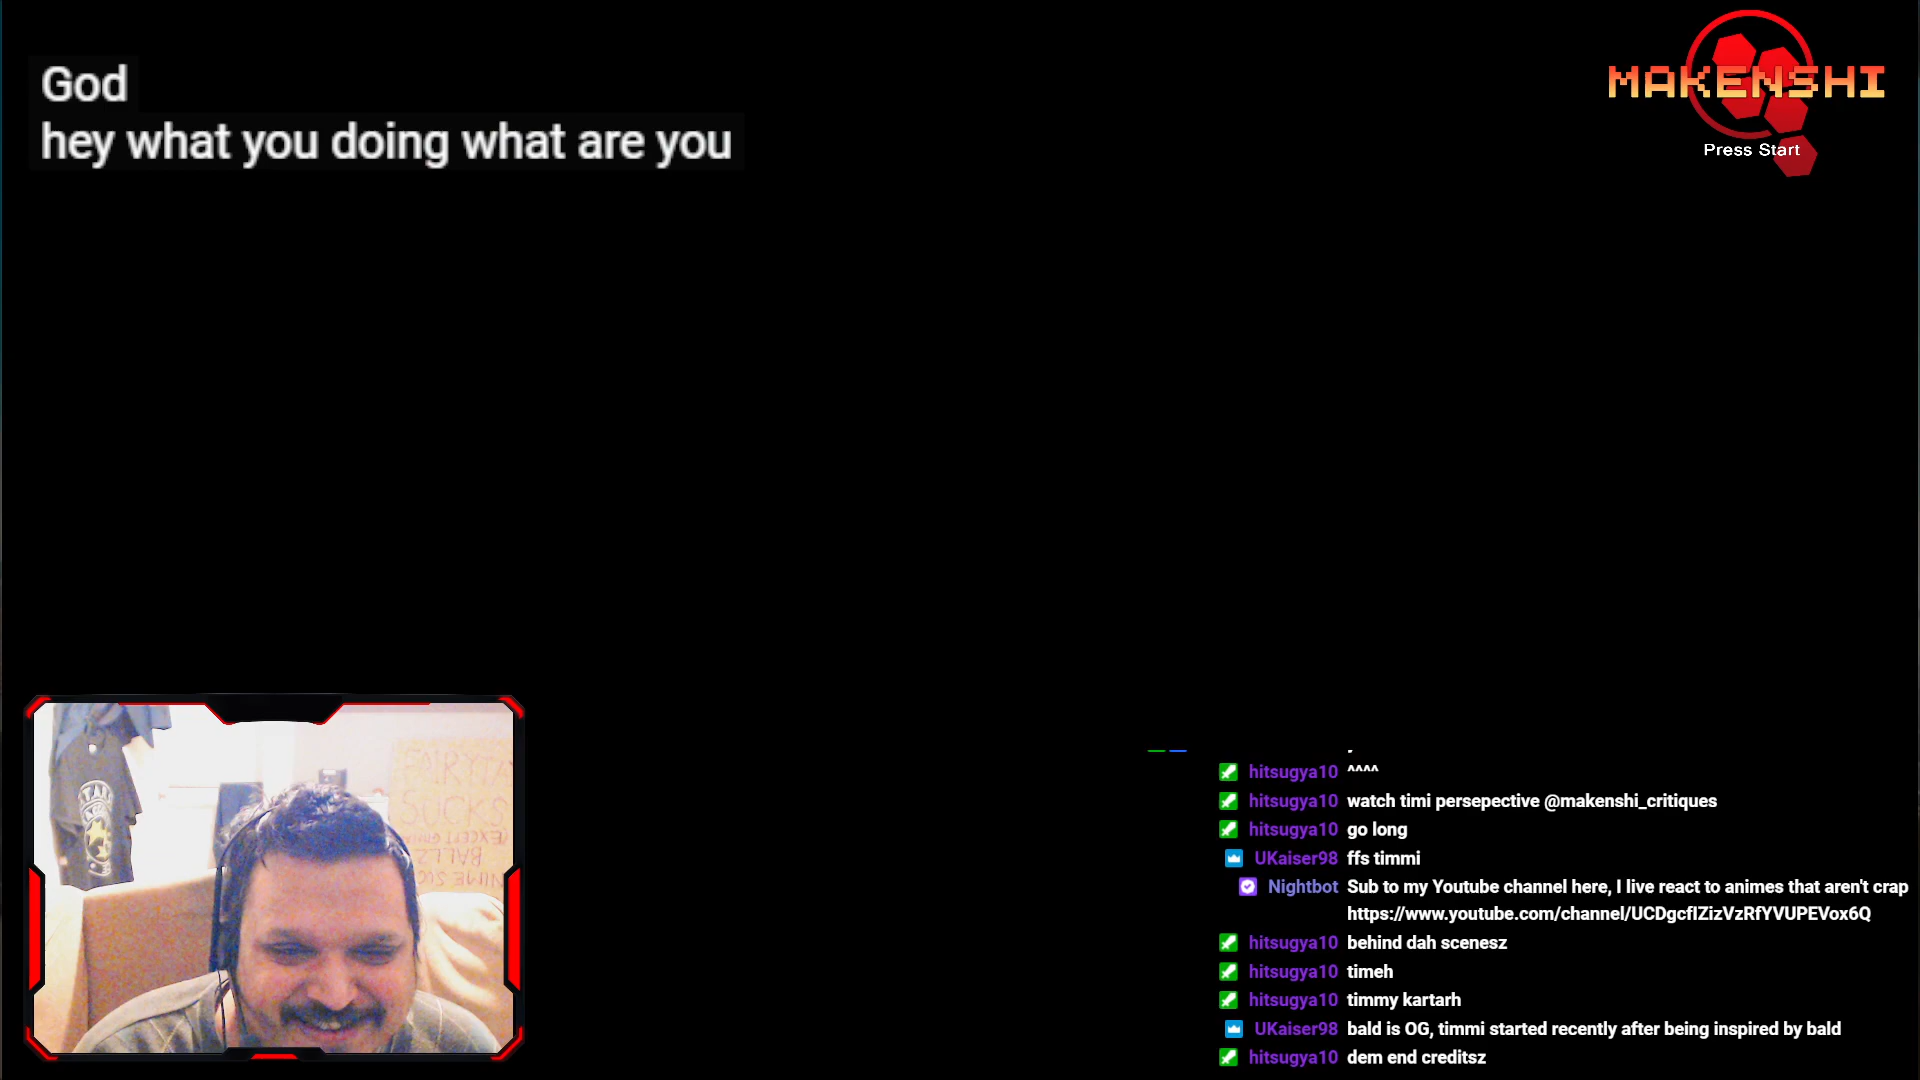 God
hey what you doing what are you
MAKENSHI
Press Start
FAIRYTA
SUCKS
BALLZ
hitsugya10 ^^^^
hitsugya10 watch timi persepective @makenshi_critiques
hitsugya10 go long
UKaiser98 ffs timmi
Nightbot Sub to my Youtube channel here, I live react to animes that aren't crap
https://www.youtube.com/channel/UCDgcfIZizVzRfYVUPEVox6Q
hitsugya10 behind dah scenesz
hitsugya10 timeh
hitsugya10 timmy kartarh
UKaiser98 bald is OG, timmi started recently after being inspired by bald
hitsugya10 dem end creditsz